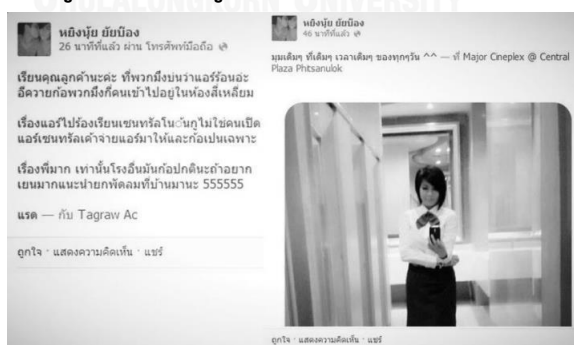 CHULALONGKORN UNIVERSITY
หยิงนุ้ย ยัยบ๊อง
26 นาทีที่แล้ว ผ่าน โทรศัพท์มือถือ
เรียนคุณลูกค้านะค่ะ ที่พวกมึงบ่นว่าแอร์ร้อนอ่ะ
อีควายก้อพวกมึงกี่คนเข้าไปอยู่ในห้องสี่เหลี่ยม
เรื่องแอร์ไปร้องเรียนเซนทรัลโน่นกูไม่ใช่คนเปิด
แอร์เซนทรัลเค้าจ่ายแอร์มาให้และก้อเปนเฉพาะ
เรื่องพี่มาก เท่านั้นโรงอื่นมันก้อปกตินะถ้าอยาก
เยนมากแนะนำยกพัดลมที่บ้านมานะ 555555
แรด — กับ Tagraw Ac
ถูกใจ · แสดงความคิดเห็น · แชร์
หยิงนุ้ย ยัยบ๊อง
46 นาทีที่แล้ว
มุมเดิมๆ ที่เดิมๆ เวลาเดิมๆ ของทุกๆวัน ^^ — ที่ Major Cineplex @ Central
Plaza Phitsanulok
ถูกใจ · แสดงความคิดเห็น · แชร์